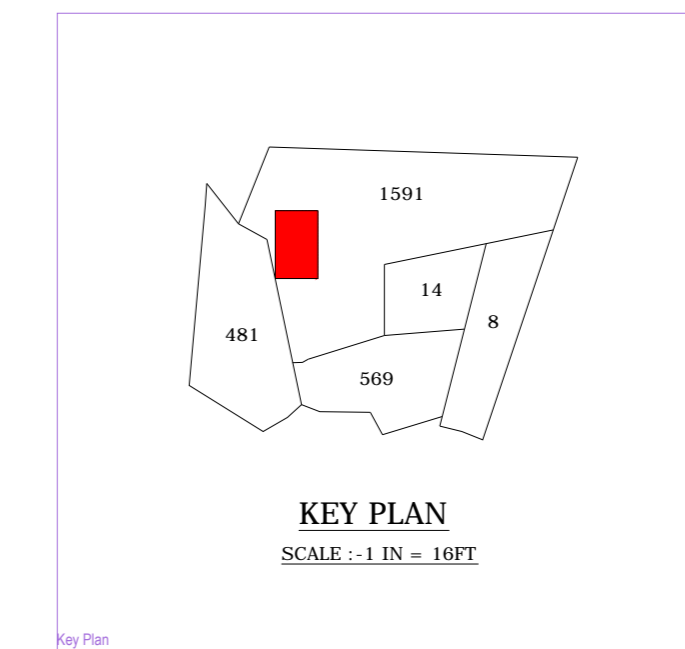 1591
14
8
481
569
KEY PLAN
SCALE :-1 IN = 16FT
Key Plan